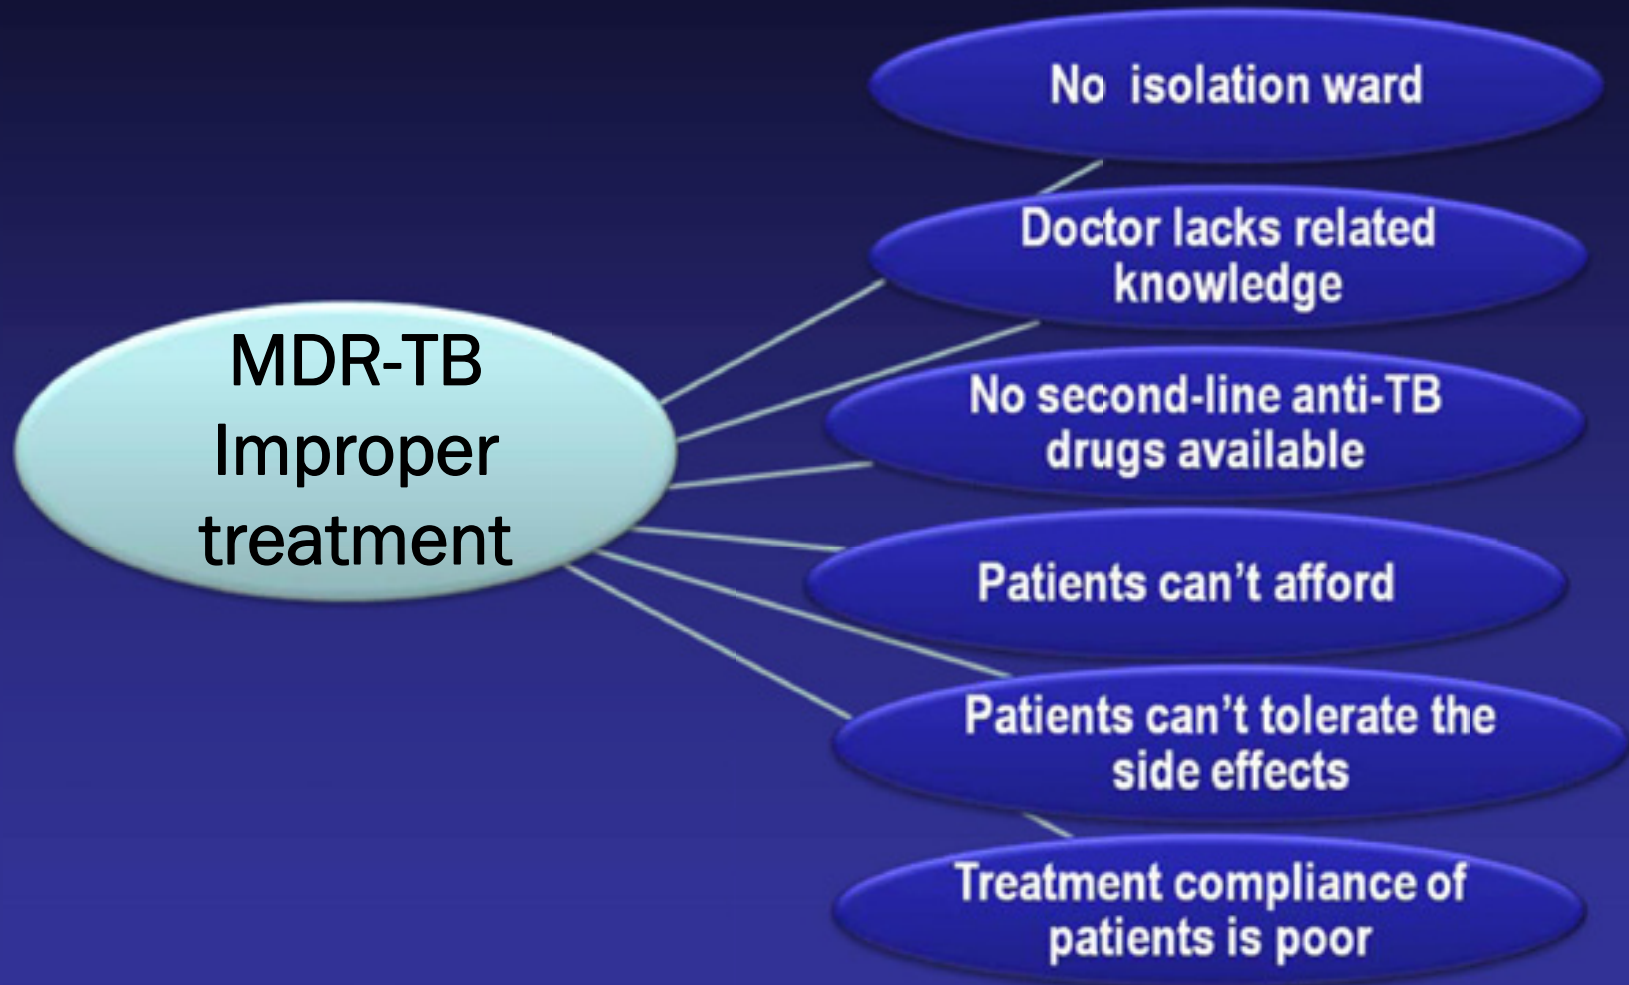 MDR-TB
Improper
treatment
No isolation ward
Doctor lacks related
knowledge
No second-line anti-TB
drugs available
Patients can't afford
Patients can't tolerate the
side effects
Treatment compliance of
patients is poor